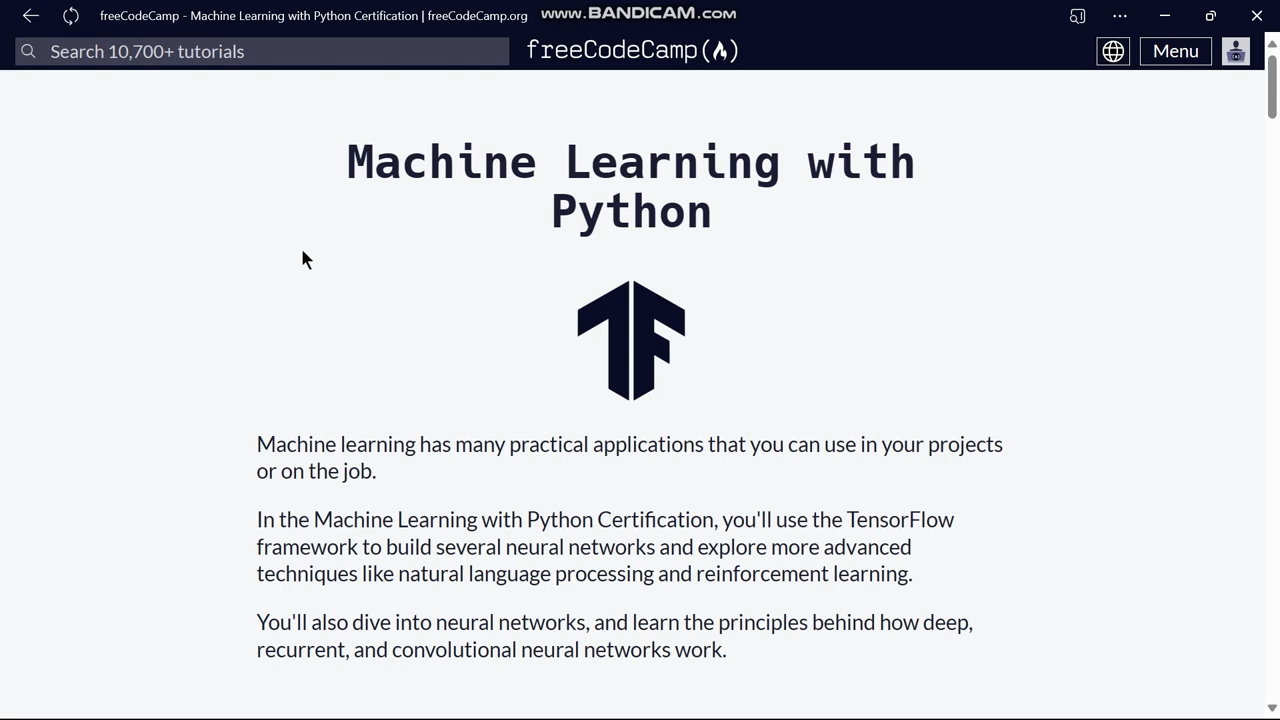 freeCodeCamp - Machine Learning with Python Certification | freeCodeCamp.org
www.BANDICAM.com
Search 10,700+ tutorials
freeCodeCamp(🔥)
Menu
Machine Learning with
Python
Machine learning has many practical applications that you can use in your projects
or on the job.
In the Machine Learning with Python Certification, you'll use the TensorFlow
framework to build several neural networks and explore more advanced
techniques like natural language processing and reinforcement learning.
You'll also dive into neural networks, and learn the principles behind how deep,
recurrent, and convolutional neural networks work.